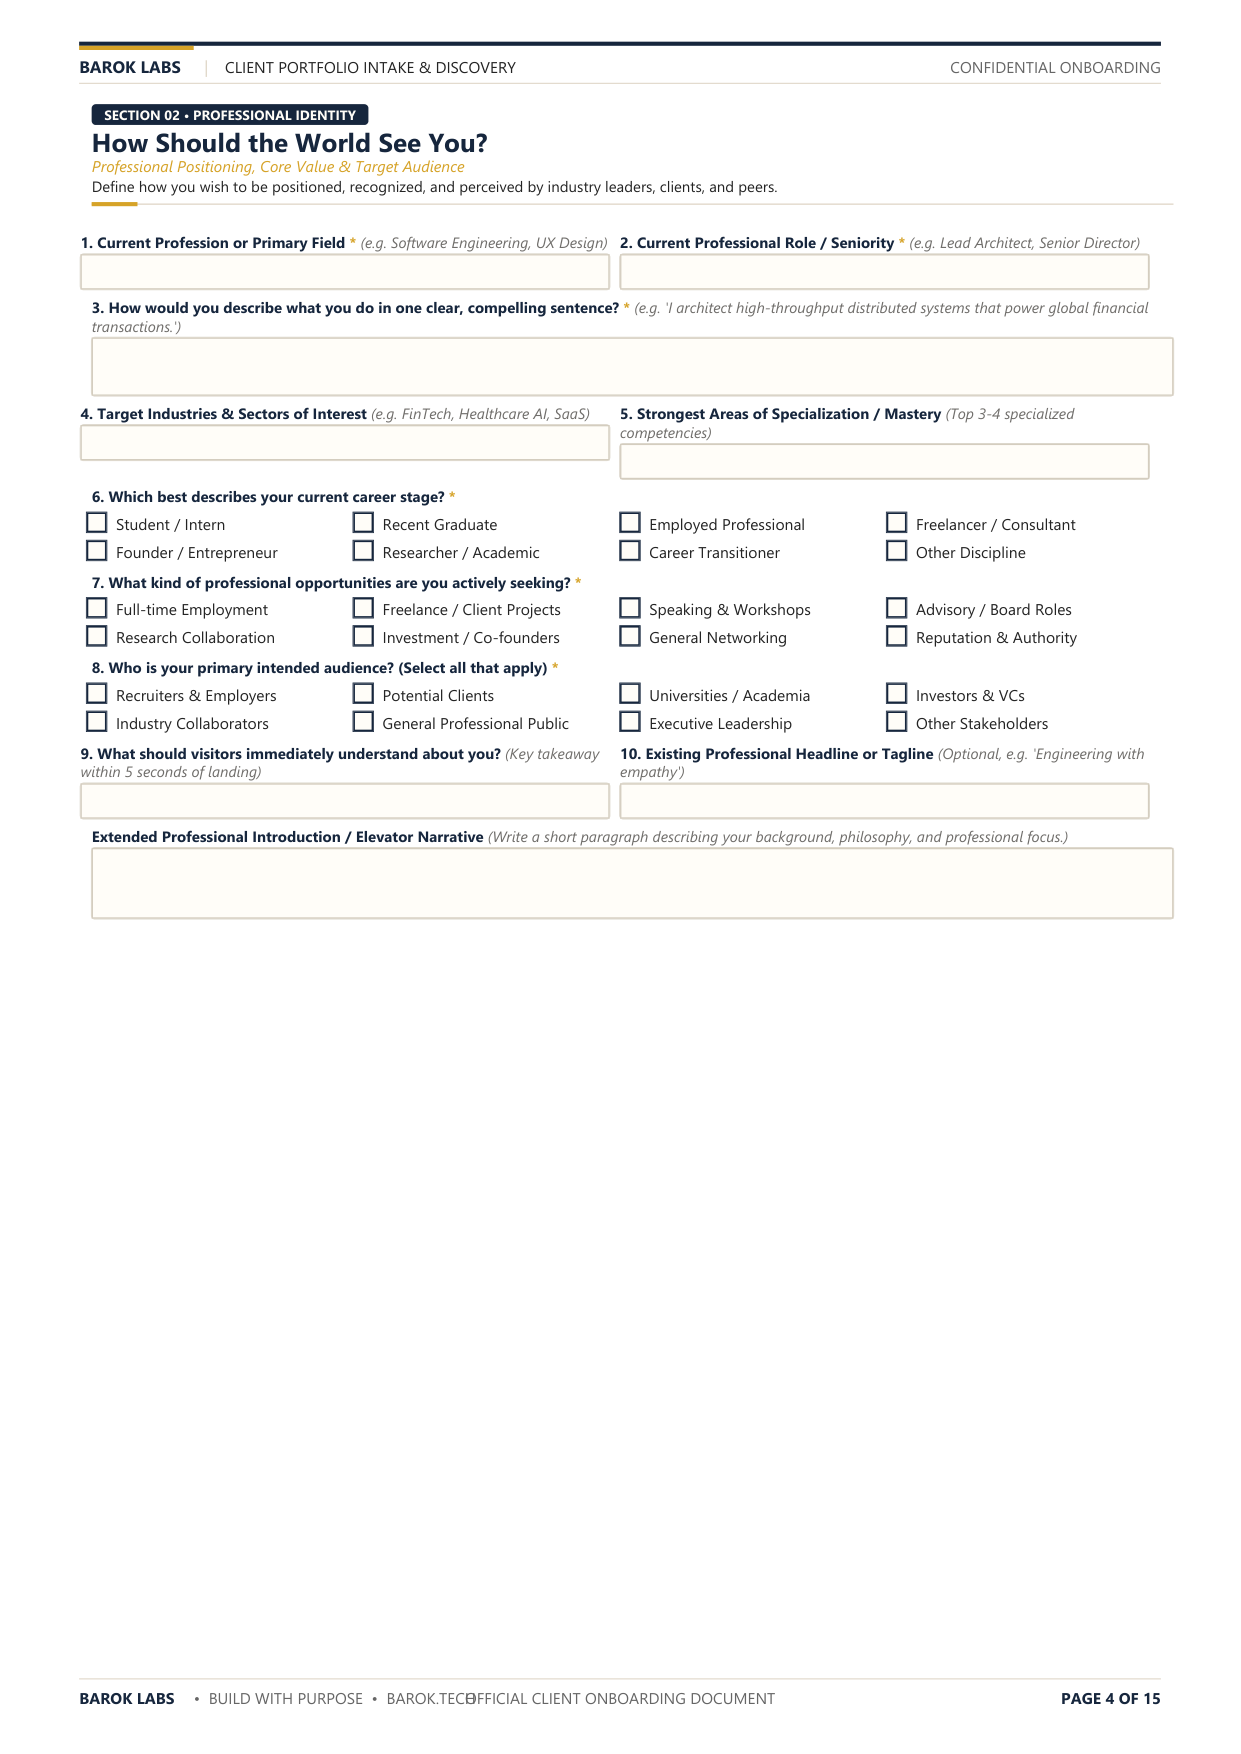 BAROK LABS | CLIENT PORTFOLIO INTAKE & DISCOVERY CONFIDENTIAL ONBOARDING
SECTION 02 • PROFESSIONAL IDENTITY
How Should the World See You?
Professional Positioning, Core Value & Target Audience
Define how you wish to be positioned, recognized, and perceived by industry leaders, clients, and peers.
1. Current Profession or Primary Field * (e.g. Software Engineering, UX Design)
2. Current Professional Role / Seniority * (e.g. Lead Architect, Senior Director)
3. How would you describe what you do in one clear, compelling sentence? * (e.g. 'I architect high-throughput distributed systems that power global financial
transactions.')
4. Target Industries & Sectors of Interest (e.g. FinTech, Healthcare AI, SaaS)
5. Strongest Areas of Specialization / Mastery (Top 3-4 specialized
competencies)
6. Which best describes your current career stage? *
Student / Intern Recent Graduate Employed Professional Freelancer / Consultant
Founder / Entrepreneur Researcher / Academic Career Transitioner Other Discipline
7. What kind of professional opportunities are you actively seeking? *
Full-time Employment Freelance / Client Projects Speaking & Workshops Advisory / Board Roles
Research Collaboration Investment / Co-founders General Networking Reputation & Authority
8. Who is your primary intended audience? (Select all that apply) *
Recruiters & Employers Potential Clients Universities / Academia Investors & VCs
Industry Collaborators General Professional Public Executive Leadership Other Stakeholders
9. What should visitors immediately understand about you? (Key takeaway
within 5 seconds of landing)
10. Existing Professional Headline or Tagline (Optional, e.g. 'Engineering with
empathy')
Extended Professional Introduction / Elevator Narrative (Write a short paragraph describing your background, philosophy, and professional focus.)
BAROK LABS • BUILD WITH PURPOSE • BAROK.TECH OFFICIAL CLIENT ONBOARDING DOCUMENT PAGE 4 OF 15